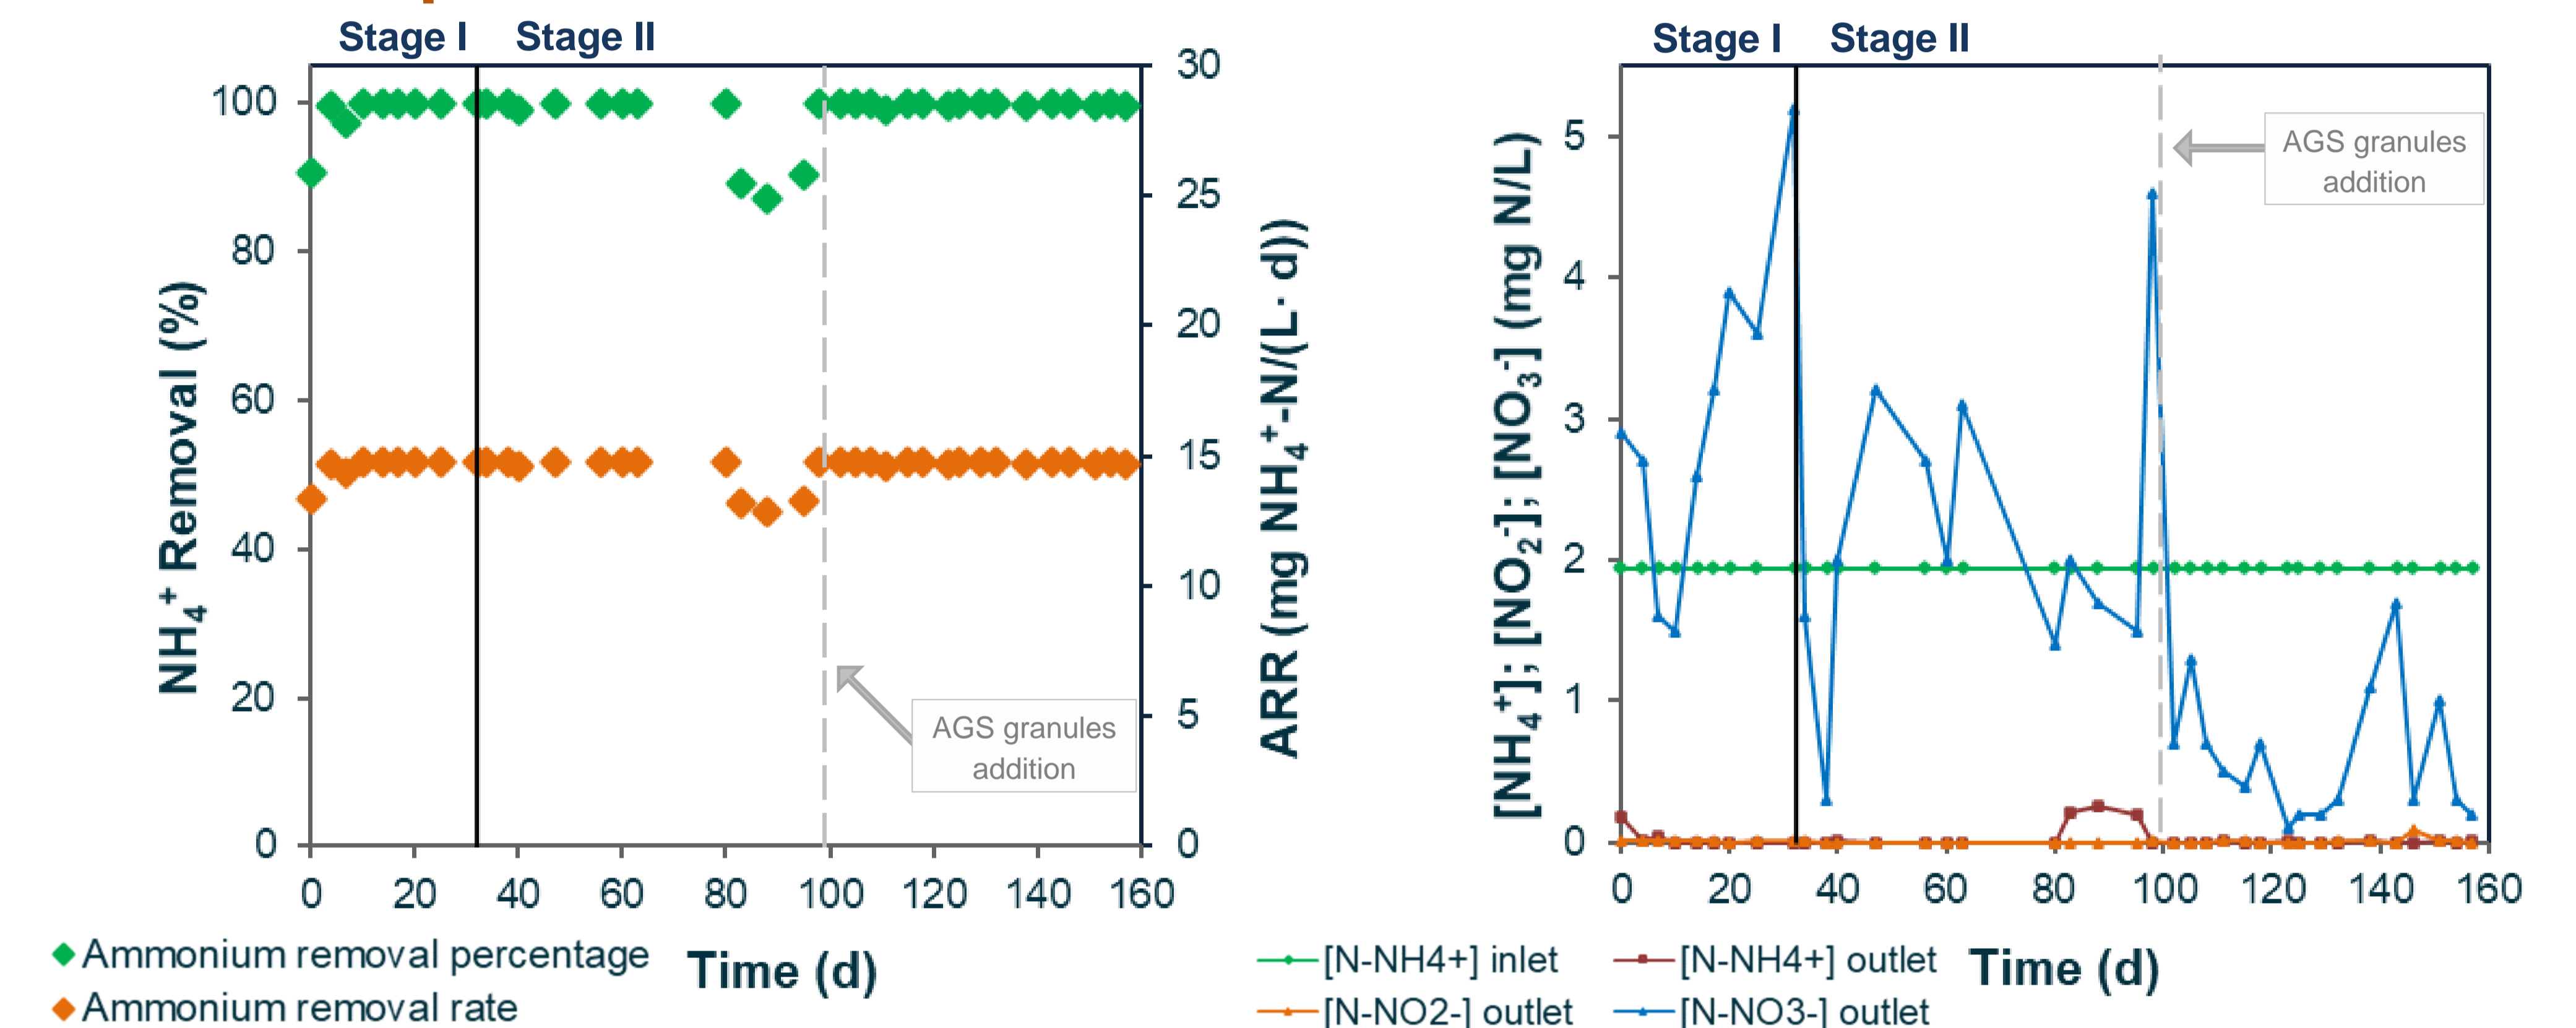 Stage I
Stage II
30
25
20
15
10
5
0
100
80
60
40
20
0
NH₄⁺ Removal (%)
ARR (mg NH₄⁺-N/(L· d))
AGS granules
addition
0 20 40 60 80 100 120 140 160
Ammonium removal percentage
Time (d)
Ammonium removal rate
Stage I
Stage II
5
4
3
2
1
0
[NH₄⁺]; [NO₂⁻]; [NO₃⁻] (mg N/L)
AGS granules
addition
0 20 40 60 80 100 120 140 160
[N-NH4+] inlet
[N-NH4+] outlet
Time (d)
[N-NO2-] outlet
[N-NO3-] outlet